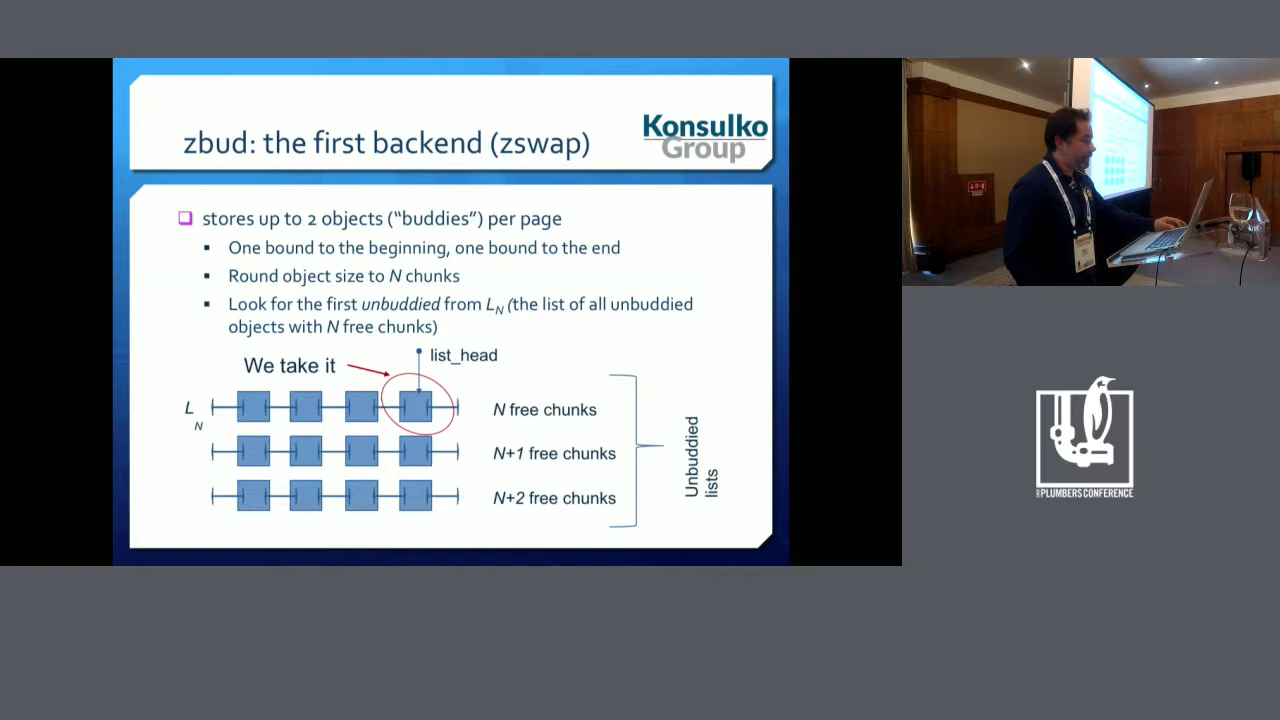 zbud: the first backend (zswap)
Konsulko
Group
stores up to 2 objects (“buddies”) per page
One bound to the beginning, one bound to the end
Round object size to N chunks
Look for the first unbuddied from LN (the list of all unbuddied
objects with N free chunks)
We take it
list_head
LN
N free chunks
N+1 free chunks
N+2 free chunks
Unbuddied
lists
PLUMBERS CONFERENCE